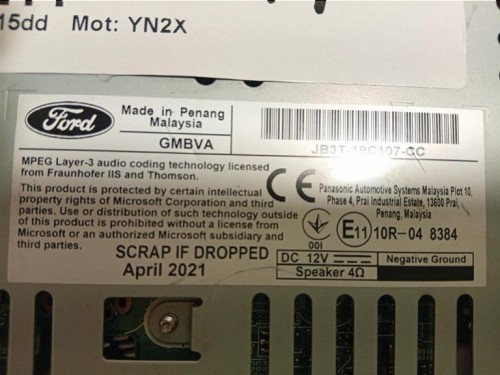 15dd Mot: YN2X
Ford
Made in Penang
Malaysia
GMBVA
JB3T-18C107-GC
MPEG Layer-3 audio coding technology licensed
from Fraunhofer IIS and Thomson.
This product is protected by certain intellectual
property rights of Microsoft Corporation and third
parties. Use or distribution of such technology outside
of this product is prohibited without a license from
Microsoft or an authorized Microsoft subsidiary and
third parties.
CE
Panasonic Automotive Systems Malaysia Plot 10,
Phase 4, Prai Industrial Estate, 13600 Prai,
Penang, Malaysia
001
E11 10R-04 8384
SCRAP IF DROPPED
April 2021
DC 12V
Negative Ground
Speaker 4Ω